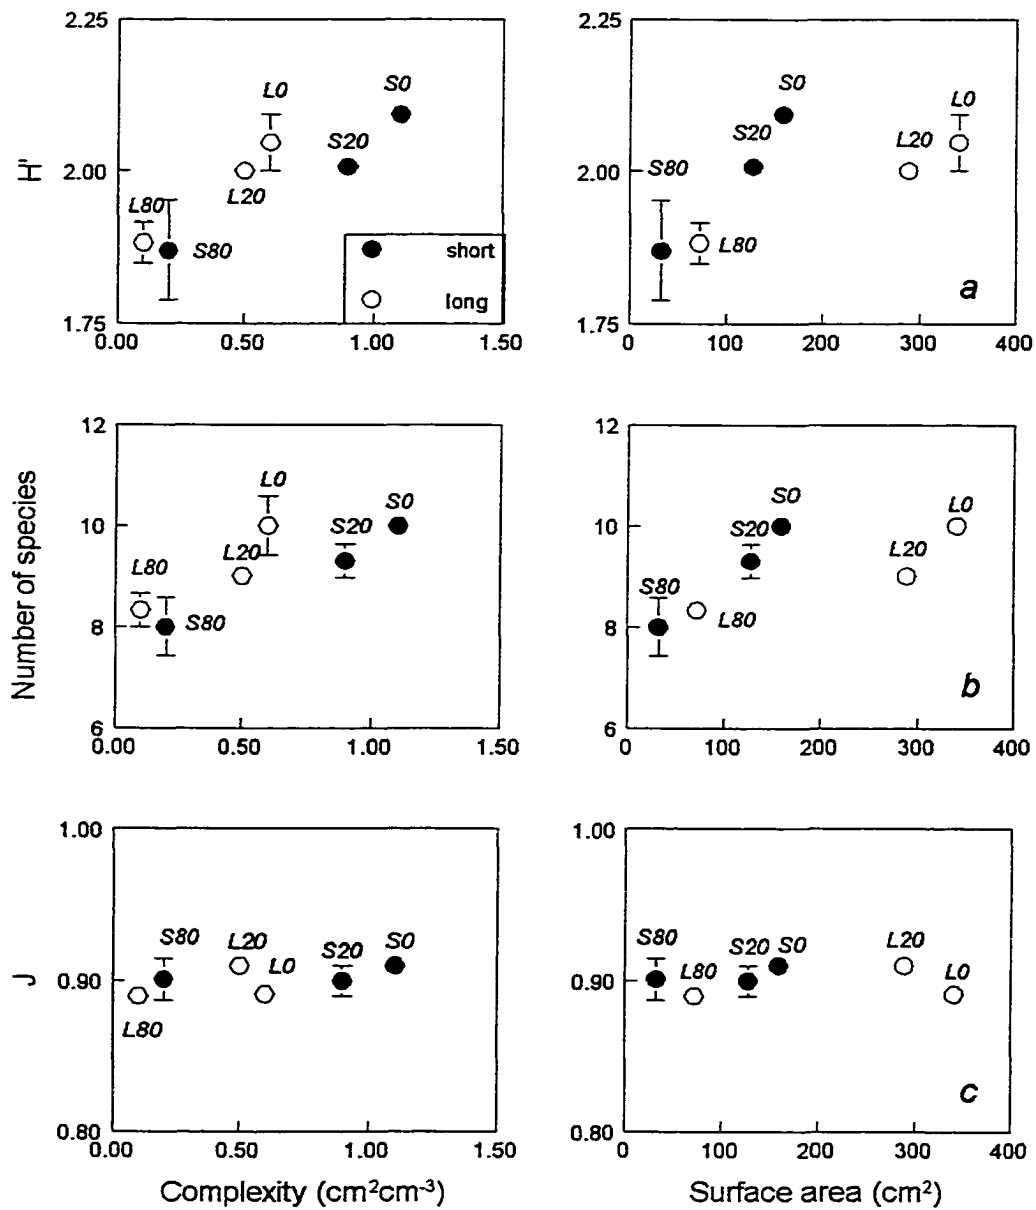 2.25
2.00
1.75
H'
0.00 0.50 1.00 1.50
L80
S80
L20
L0
S20
S0
short
long
2.25
2.00
1.75
0 100 200 300 400
S80
L80
S20
S0
L20
L0
a
12
10
8
6
Number of species
0.00 0.50 1.00 1.50
L80
S80
L20
L0
S20
S0
12
10
8
6
0 100 200 300 400
S80
L80
S20
S0
L20
L0
b
1.00
0.90
0.80
J
0.00 0.50 1.00 1.50
L80
S80
L20
L0
S20
S0
Complexity (cm²cm⁻³)
1.00
0.90
0.80
0 100 200 300 400
S80
L80
S20
S0
L20
L0
c
Surface area (cm²)